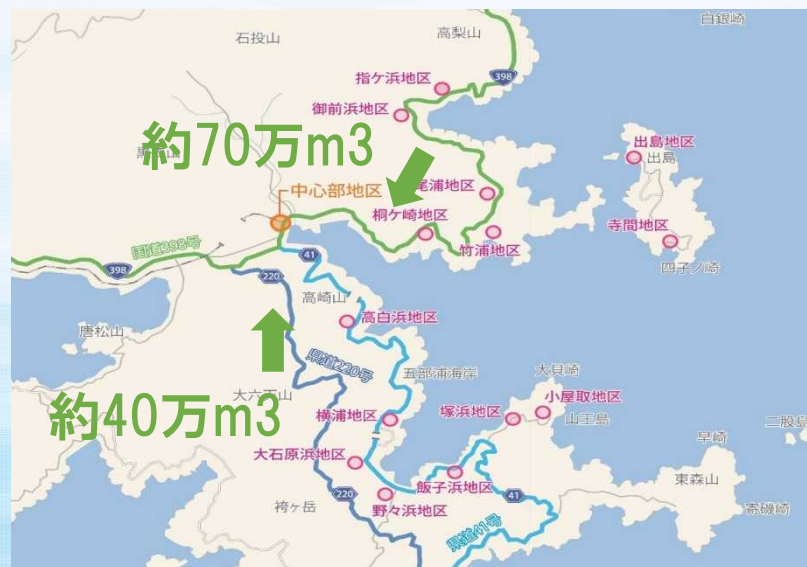 白銀崎
石投山
高梨山
398
指ケ浜地区
御前浜地区
約70万m3
出島地区
出島
尾浦地区
中心部地区
桐ケ崎地区
寺間地区
竹浦地区
国道398号
41
四子ノ崎
398
220
高崎山
高白浜地区
唐松山
県道220号
五部浦海岸
大貝崎
大六天山
小屋取地区
約40万m3
横浦地区
塚浜地区
山王島
二股島
早崎
大石原浜地区
飯子浜地区
東森山
220
41
袴ケ岳
野々浜地区
寄磯崎
県道41号